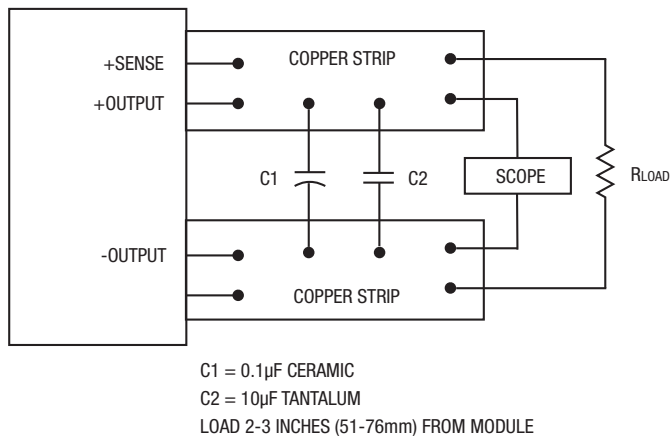 +SENSE
COPPER STRIP
+OUTPUT
C1
C2
SCOPE
RLOAD
-OUTPUT
COPPER STRIP
C1 = 0.1µF CERAMIC
C2 = 10µF TANTALUM
LOAD 2-3 INCHES (51-76mm) FROM MODULE